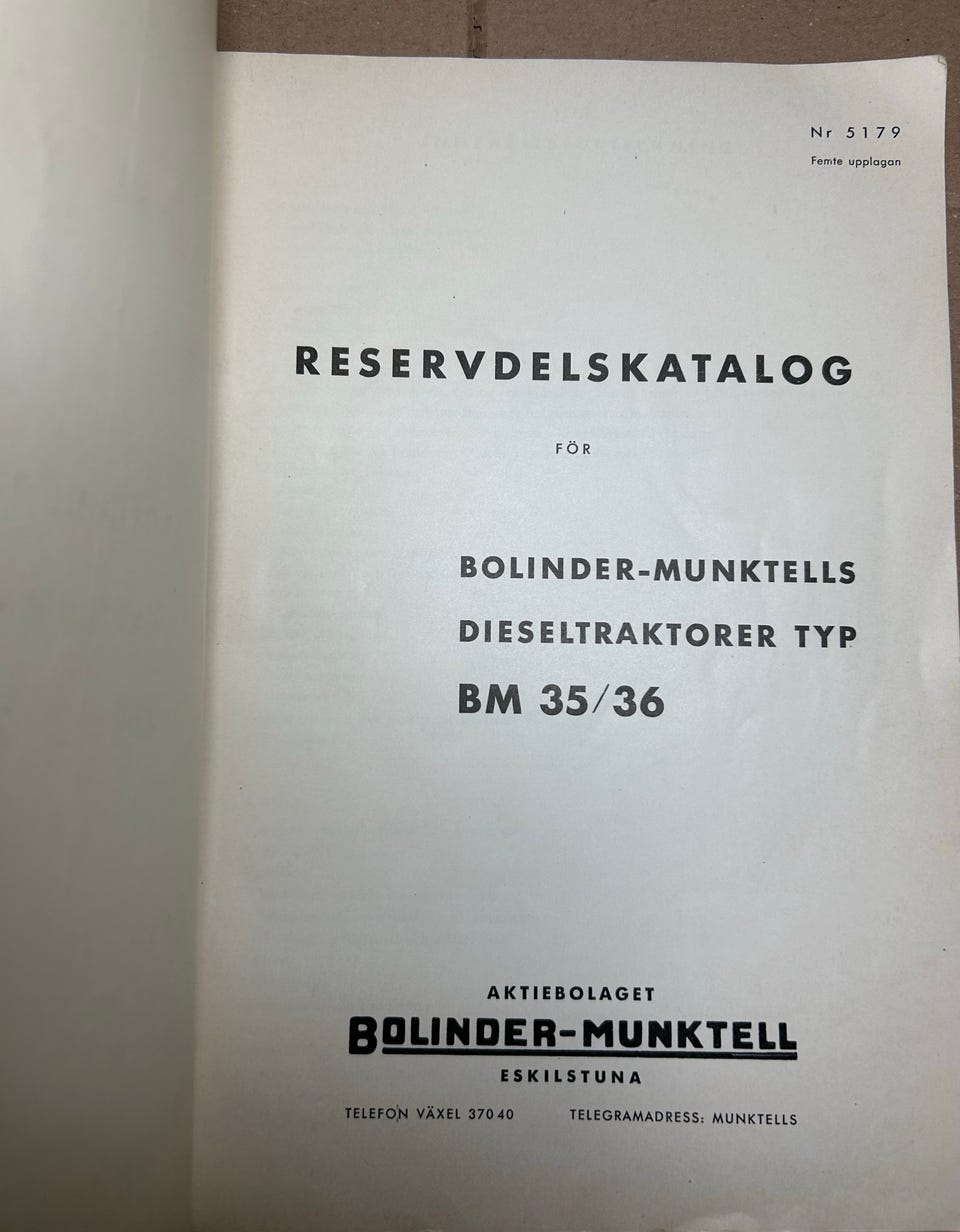 Nr 5179
Femte upplagan
RESERVDELSKATALOG
FÖR
BOLINDER-MUNKTELLS
DIESELTRAKTORER TYP
BM 35/36
AKTIEBOLAGET
BOLINDER-MUNKTELL
ESKILSTUNA
TELEFON VÄXEL 37040 TELEGRAMADRESS: MUNKTELLS